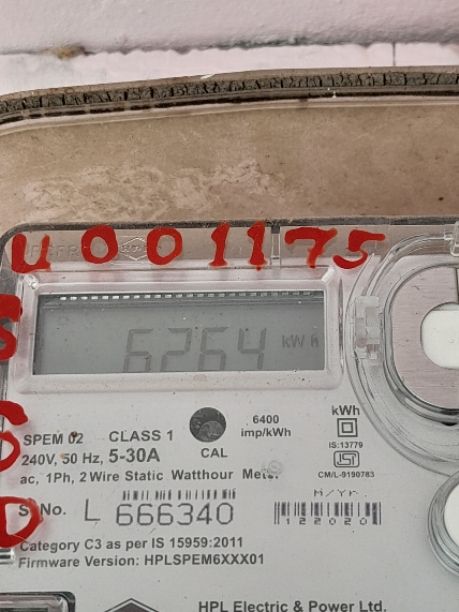 U001175
6264 kWh
SPEM 02 CLASS 1
240V, 50 Hz, 5-30A
CAL
6400
imp/kWh
kWh
IS:13779
CM/L-9190783
ac, 1Ph, 2 Wire Static Watthour Meter
M/Yr.
Sr.No. L 666340
122020
Category C3 as per IS 15959:2011
Firmware Version: HPLSPEM6XXX01
HPL Electric & Power Ltd.